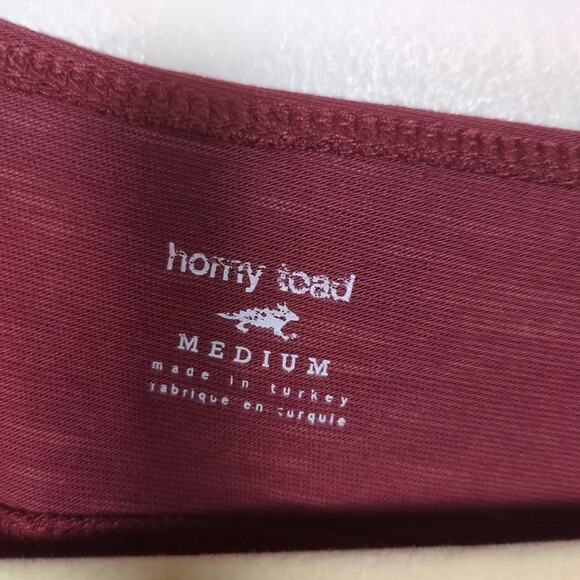 horny toad
MEDIUM
made in turkey
fabrique en turquie